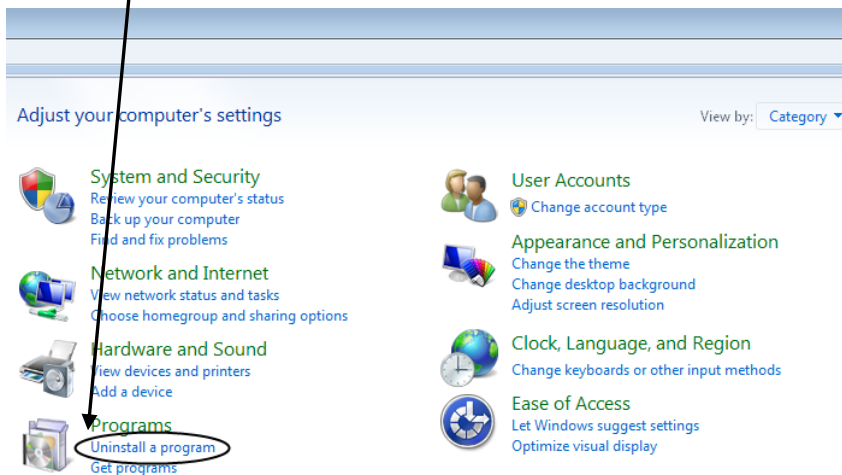 Adjust your computer's settings
View by: Category
System and Security
Review your computer's status
Back up your computer
Find and fix problems
Network and Internet
View network status and tasks
Choose homegroup and sharing options
Hardware and Sound
View devices and printers
Add a device
Programs
Uninstall a program
Get programs
User Accounts
Change account type
Appearance and Personalization
Change the theme
Change desktop background
Adjust screen resolution
Clock, Language, and Region
Change keyboards or other input methods
Ease of Access
Let Windows suggest settings
Optimize visual display